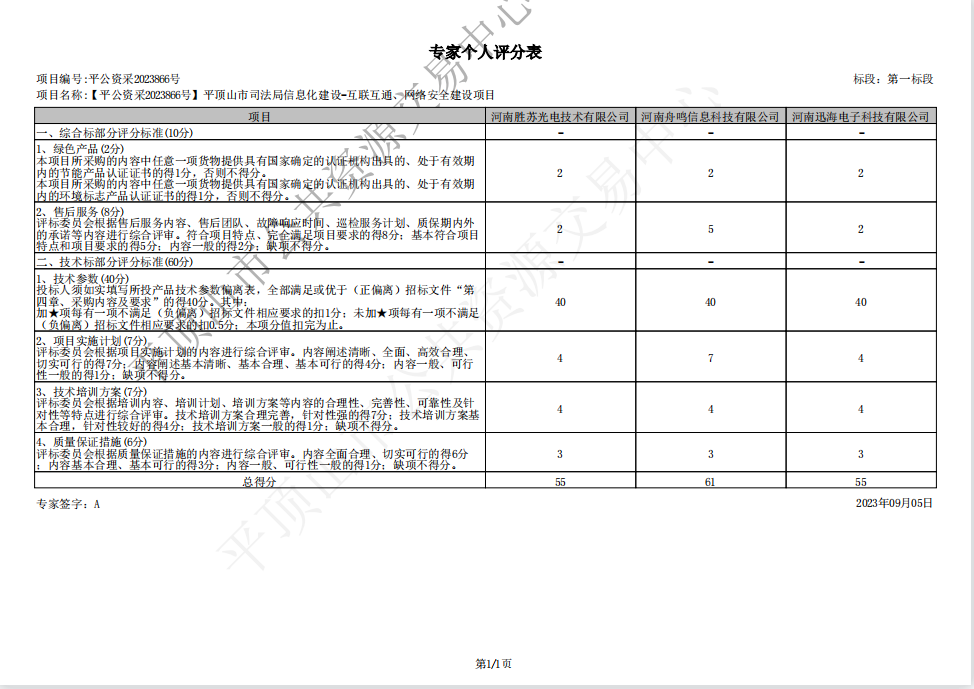 专家个人评分表
项目编号:平公资采2023866号
标段: 第一标段
项目名称:【平公资采2023866号】平顶山市司法局信息化建设-互联互通、网络安全建设项目
项目 河南胜苏光电技术有限公司 河南舟鸣信息科技有限公司 河南迅海电子科技有限公司
一、综合标部分评分标准(10分) - - -
1、绿色产品(2分)
本项目所采购的内容中任意一项货物提供具有国家确定的认证机构出具的、处于有效期
内的节能产品认证证书的得1分，否则不得分。
本项目所采购的内容中任意一项货物提供具有国家确定的认证机构出具的、处于有效期
内的环境标志产品认证证书的得1分，否则不得分。
2 2 2
2、售后服务(8分)
评标委员会根据售后服务内容、售后团队、故障响应时间、巡检服务计划、质保期内外
的承诺等内容进行综合评审。符合项目特点、完全满足项目要求的得8分；基本符合项目
特点和项目要求的得5分；内容一般的得2分；缺项不得分。
2 5 2
二、技术标部分评分标准(60分) - - -
1、技术参数(40分)
投标人须如实填写所投产品技术参数偏离表，全部满足或优于（正偏离）招标文件“第
四章、采购内容及要求”的得40分。其中:
加★项每有一项不满足（负偏离）招标文件相应要求的扣1分；未加★项每有一项不满足
（负偏离）招标文件相应要求的扣0.5分；本项分值扣完为止。
40 40 40
2、项目实施计划(7分)
评标委员会根据项目实施计划的内容进行综合评审。内容阐述清晰、全面、高效合理、
切实可行的得7分；内容阐述基本清晰、基本合理、基本可行的得4分；内容一般、可行
性一般的得1分；缺项不得分。
4 7 4
3、技术培训方案(7分)
评标委员会根据培训内容、培训计划、培训方案等内容的合理性、完善性、可靠性及针
对性等特点进行综合评审。技术培训方案合理完善，针对性强的得7分；技术培训方案基
本合理，针对性较好的得4分；技术培训方案一般的得1分；缺项不得分。
4 4 4
4、质量保证措施(6分)
评标委员会根据质量保证措施的内容进行综合评审。内容全面合理、切实可行的得6分
；内容基本合理、基本可行的得3分；内容一般、可行性一般的得1分；缺项不得分。
3 3 3
总得分 55 61 55
专家签字: A
2023年09月05日
第1/1页
平顶山市公共资源交易中心
平顶山市公共资源交易中心